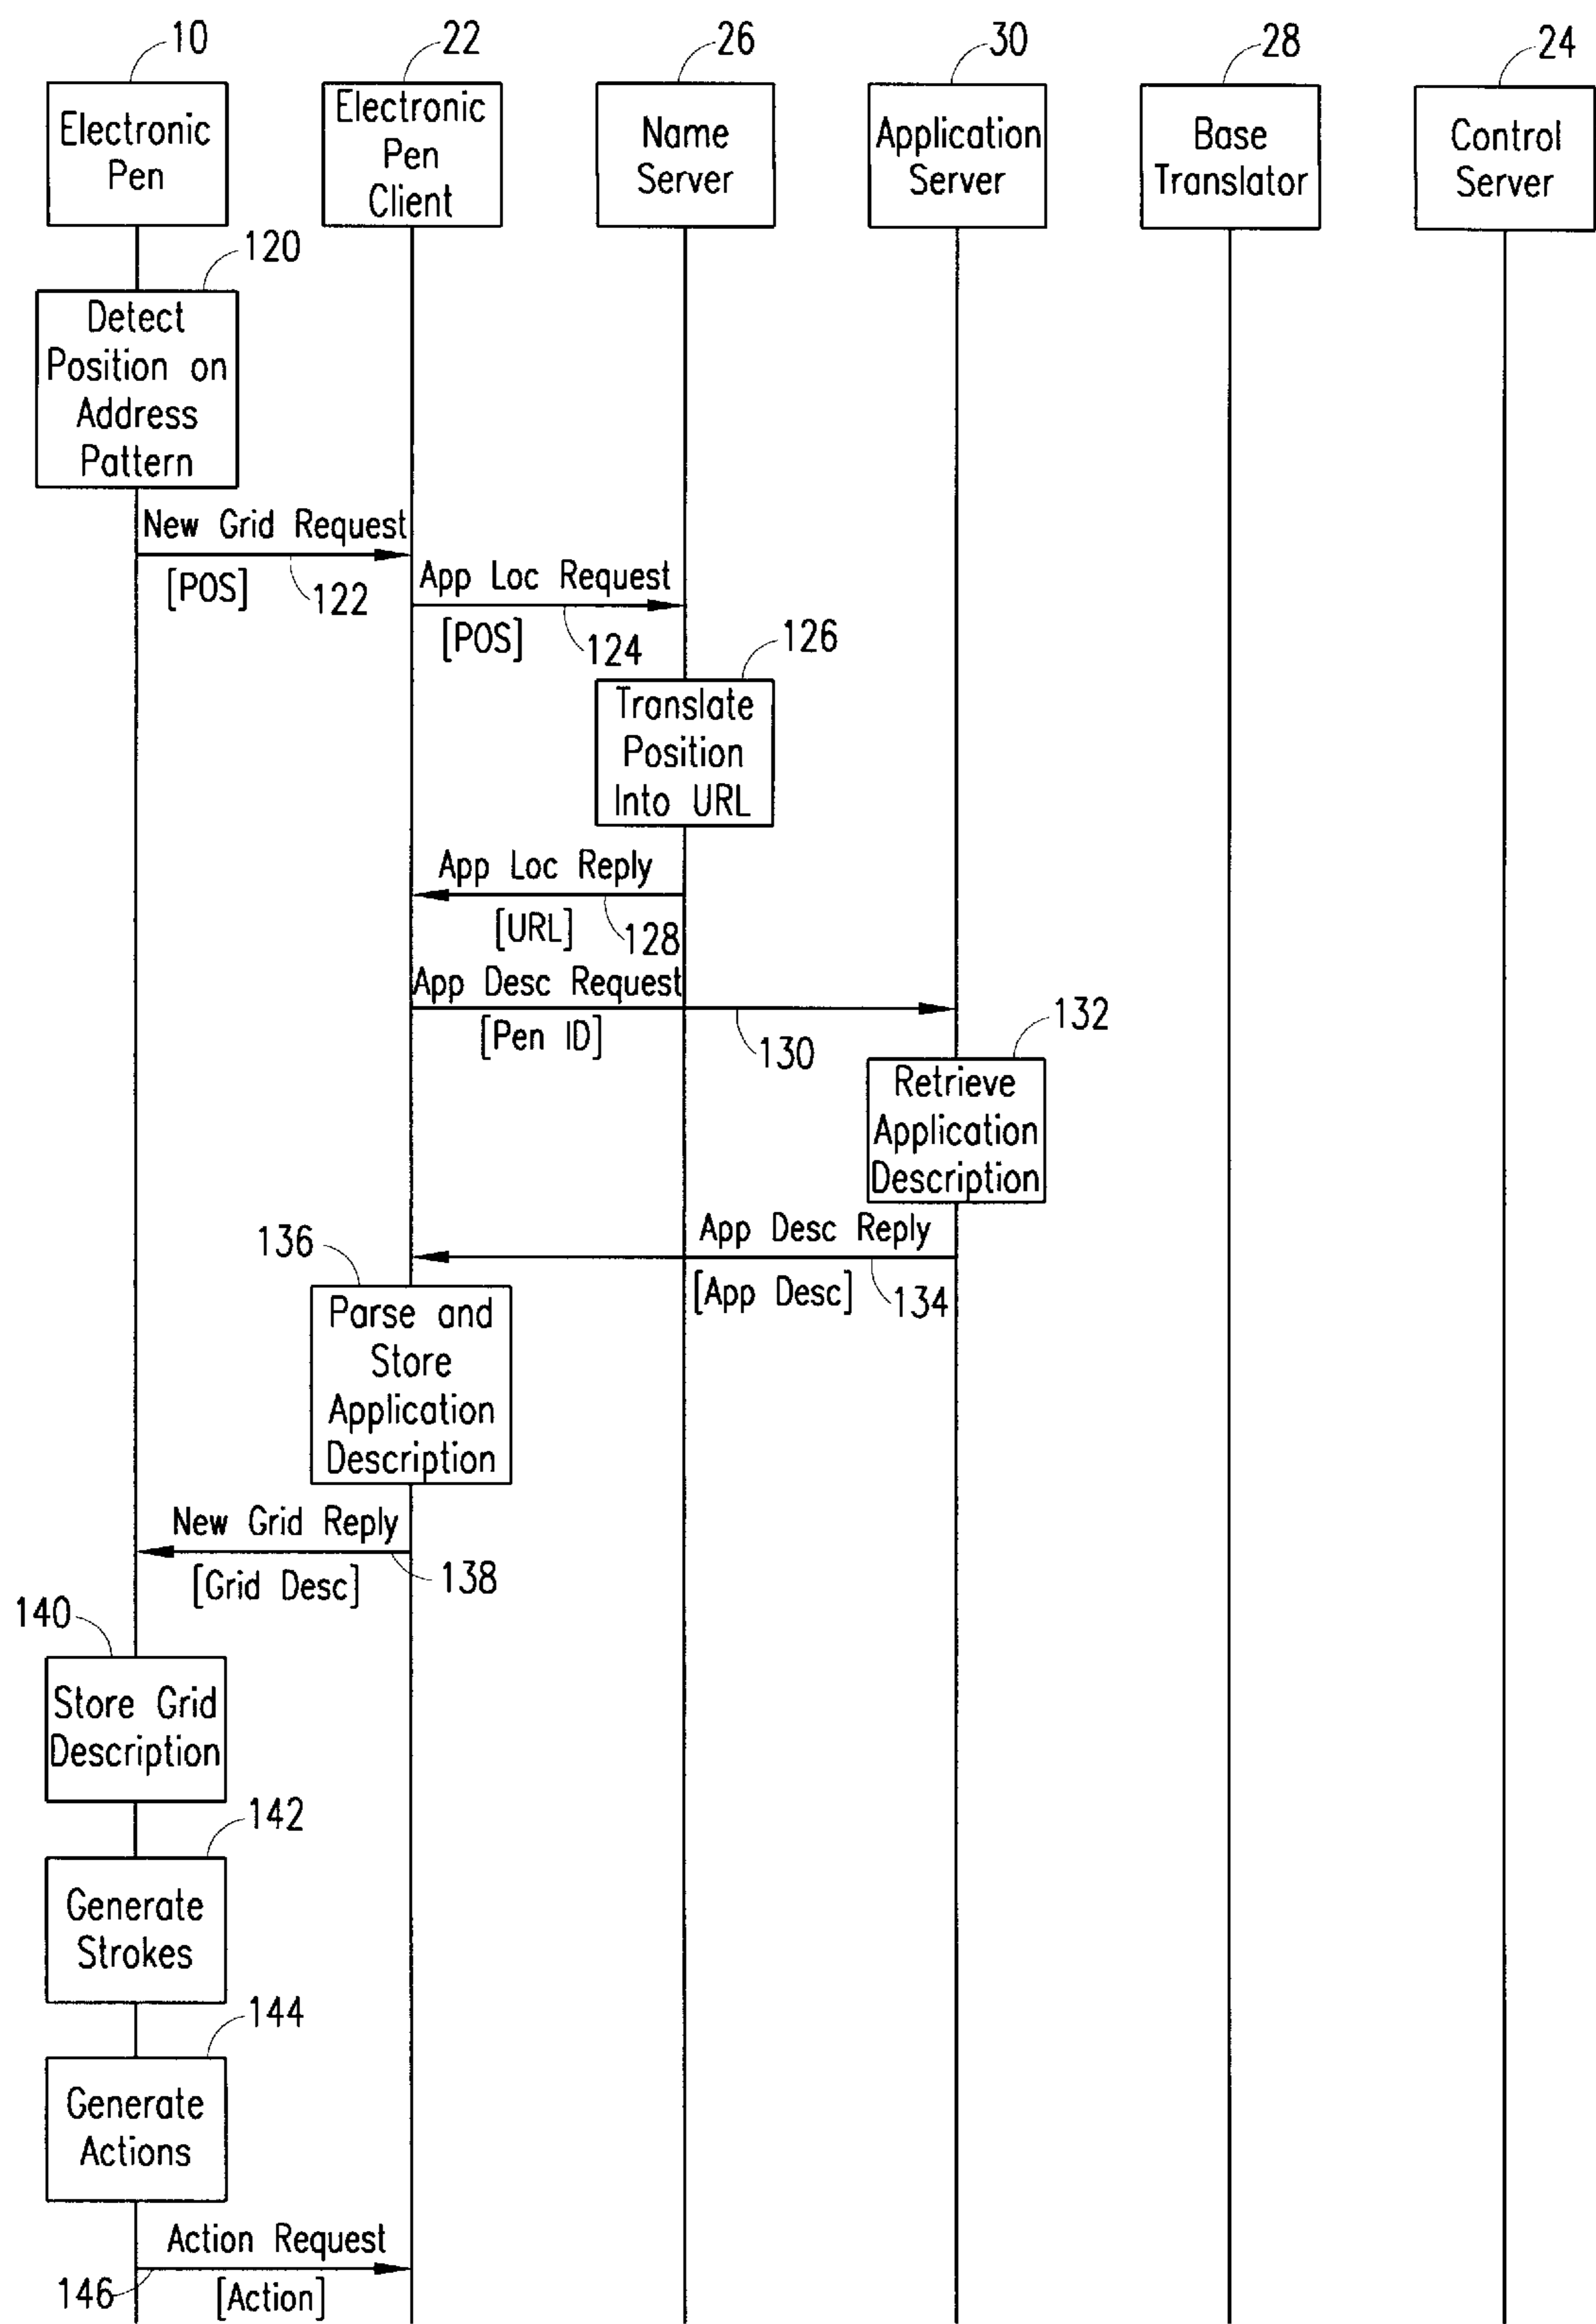 10
22
26
30
28
24
Electronic
Pen
Electronic
Pen
Client
Name
Server
Application
Server
Base
Translator
Control
Server
120
Detect
Position on
Address
Pattern
New Grid Request
[POS]
122
App Loc Request
[POS]
124
126
Translate
Position
Into URL
App Loc Reply
[URL]
128
App Desc Request
[Pen ID]
130
132
Retrieve
Application
Description
App Desc Reply
[App Desc]
134
136
Parse and
Store
Application
Description
New Grid Reply
[Grid Desc]
138
140
Store Grid
Description
142
Generate
Strokes
144
Generate
Actions
Action Request
146
[Action]